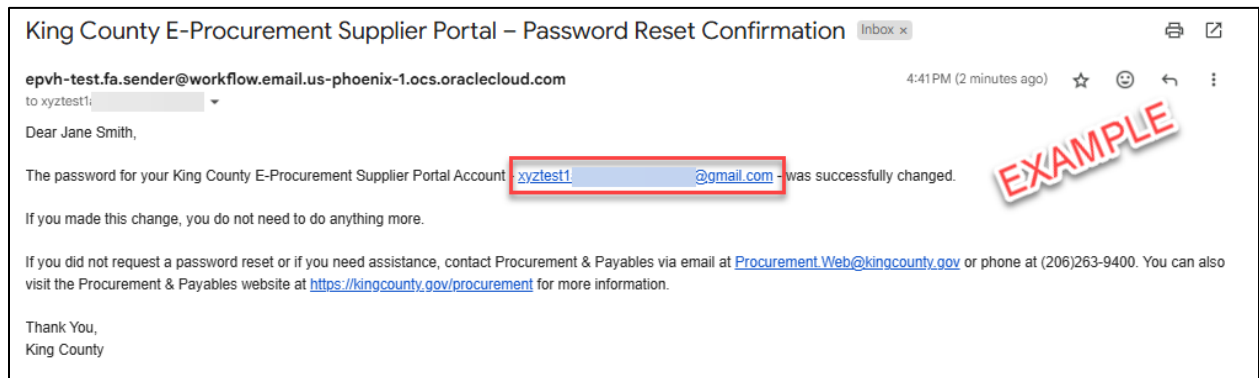 King County E-Procurement Supplier Portal – Password Reset Confirmation Inbox x
epvh-test.fa.sender@workflow.email.us-phoenix-1.ocs.oraclecloud.com 4:41 PM (2 minutes ago)
to xyztest1
EXAMPLE
Dear Jane Smith,
The password for your King County E-Procurement Supplier Portal Account - xyztest1 @gmail.com - was successfully changed.
If you made this change, you do not need to do anything more.
If you did not request a password reset or if you need assistance, contact Procurement & Payables via email at Procurement.Web@kingcounty.gov or phone at (206)263-9400. You can also
visit the Procurement & Payables website at https://kingcounty.gov/procurement for more information.
Thank You,
King County